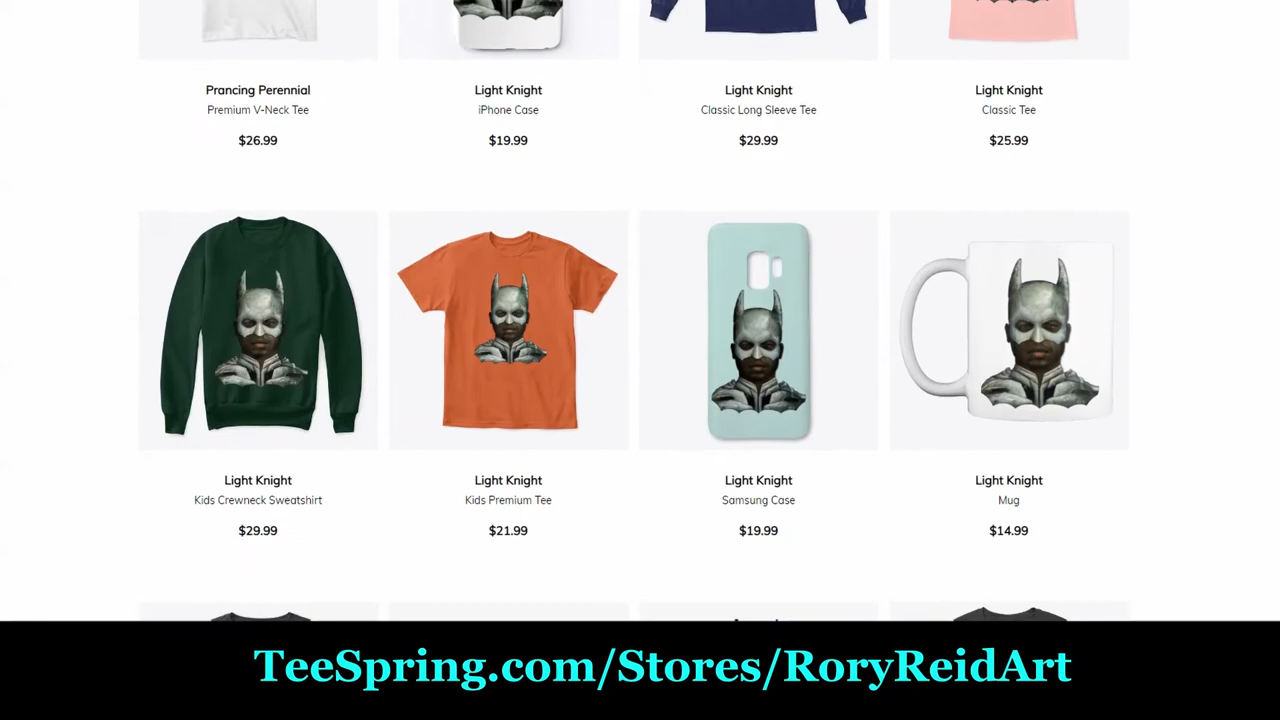 Prancing Perennial
Premium V-Neck Tee
$26.99
Light Knight
iPhone Case
$19.99
Light Knight
Classic Long Sleeve Tee
$29.99
Light Knight
Classic Tee
$25.99
Light Knight
Kids Crewneck Sweatshirt
$29.99
Light Knight
Kids Premium Tee
$21.99
Light Knight
Samsung Case
$19.99
Light Knight
Mug
$14.99
TeeSpring.com/Stores/RoryReidArt